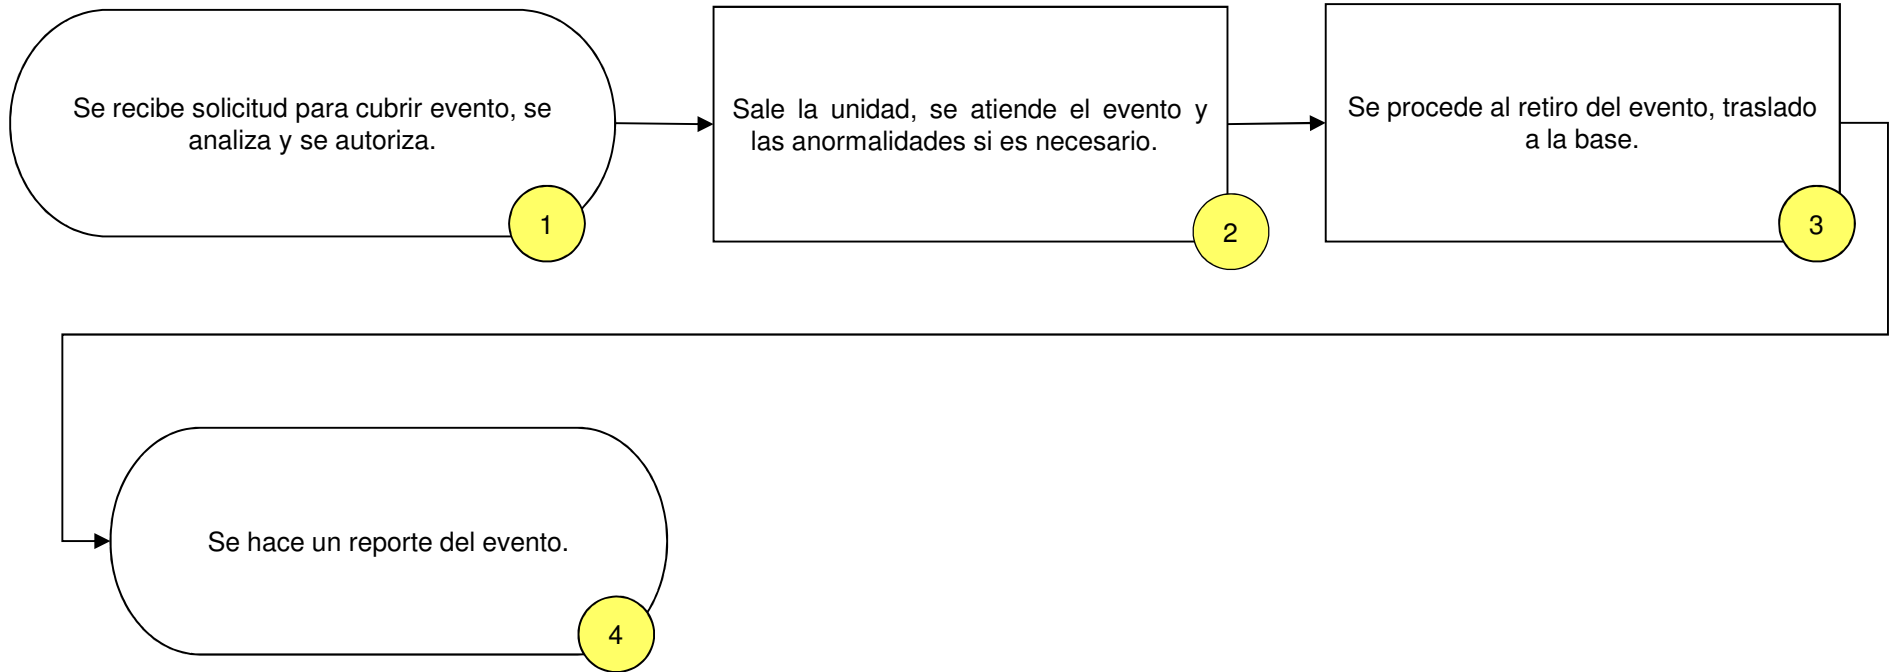 Se recibe solicitud para cubrir evento, se
analiza y se autoriza.
1
Sale la unidad, se atiende el evento y
las anormalidades si es necesario.
2
Se procede al retiro del evento, traslado
a la base.
3
Se hace un reporte del evento.
4